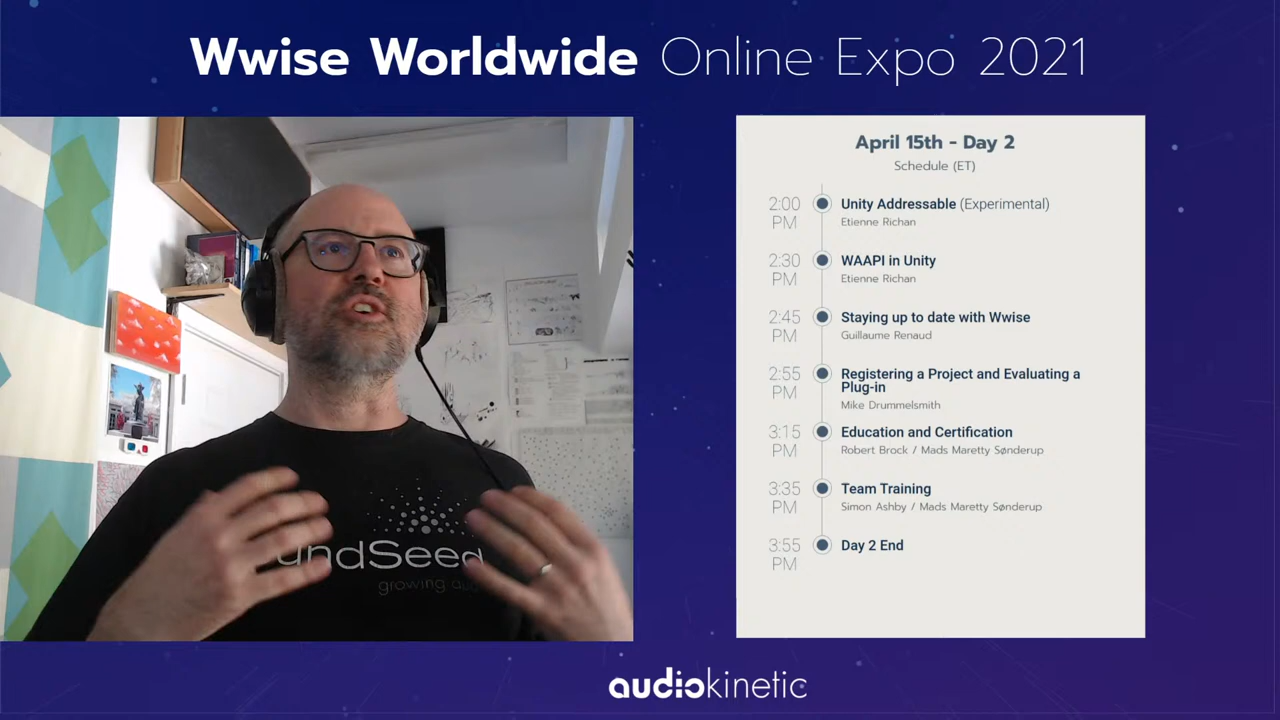 Wwise Worldwide Online Expo 2021
April 15th - Day 2
Schedule (ET)
2:00 PM
Unity Addressable (Experimental)
Etienne Richan
2:30 PM
WAAPI in Unity
Etienne Richan
2:45 PM
Staying up to date with Wwise
Guillaume Renaud
2:55 PM
Registering a Project and Evaluating a
Plug-in
Mike Drummelsmith
3:15 PM
Education and Certification
Robert Brock / Mads Maretty Sønderup
3:35 PM
Team Training
Simon Ashby / Mads Maretty Sønderup
3:55 PM
Day 2 End
undSeed
growing
audiokinetic